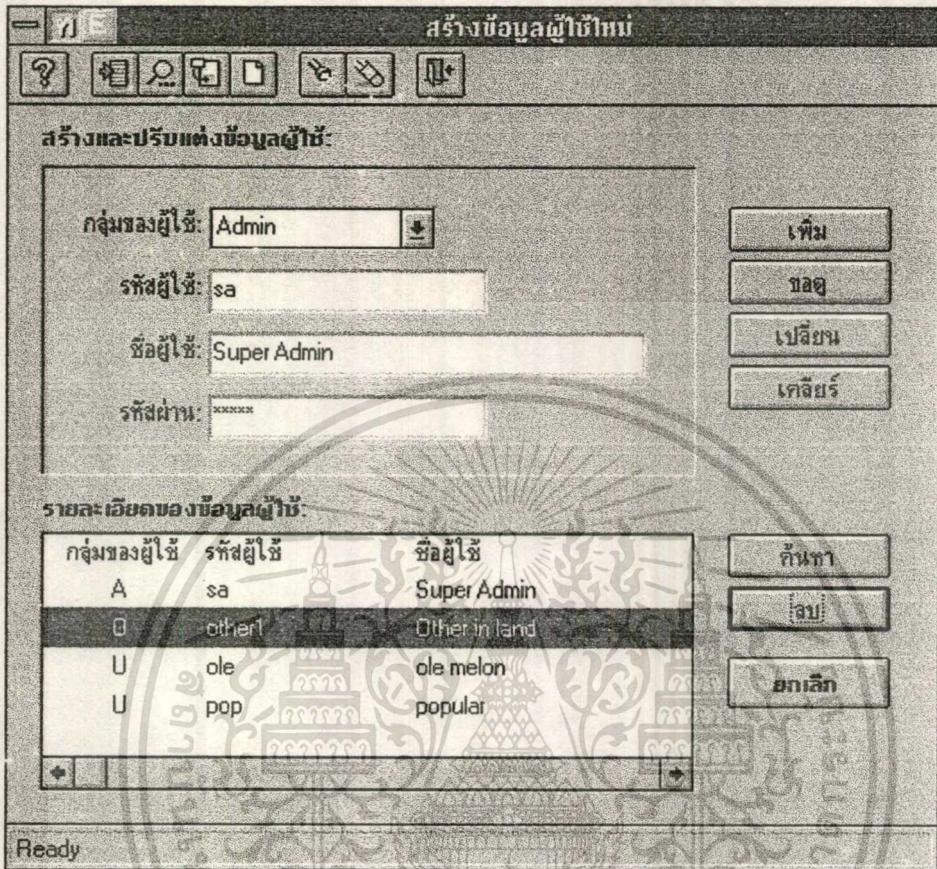 สร้างข้อมูลผู้ใช้ใหม่
สร้างและปรับแต่งข้อมูลผู้ใช้:
กลุ่มของผู้ใช้: Admin
รหัสผู้ใช้: sa
ชื่อผู้ใช้: Super Admin
รหัสผ่าน: *****
เพิ่ม
ขอดู
เปลี่ยน
เคลียร์
รายละเอียดของข้อมูลผู้ใช้:
กลุ่มของผู้ใช้ รหัสผู้ใช้ ชื่อผู้ใช้
A sa Super Admin
O other1 Other in land
U ole ole melon
U pop popular
ค้นหา
ลบ
ยกเลิก
Ready